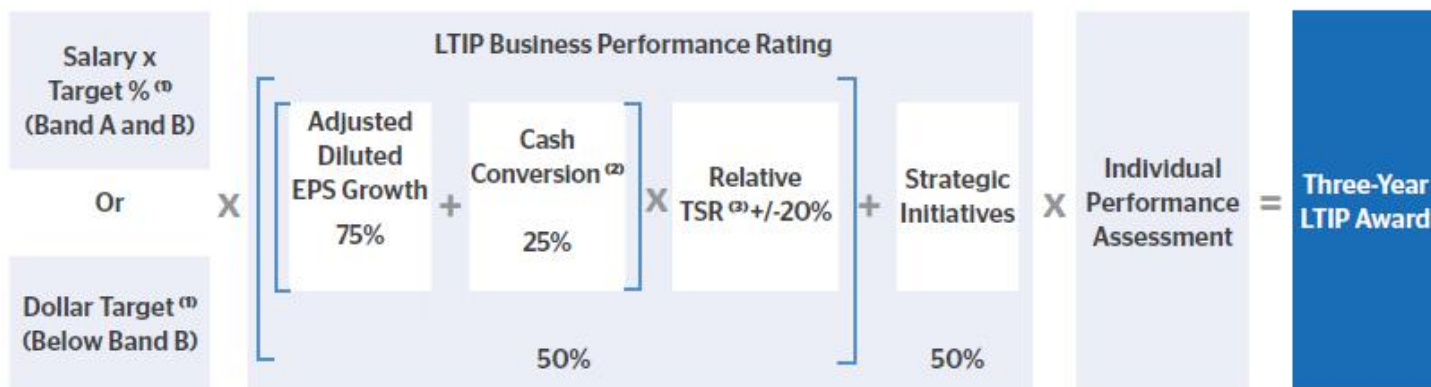 LTIP Business Performance Rating
Salary x
Target % (1)
(Band A and B)
Or
Dollar Target (1)
(Below Band B)
x
[
[
Adjusted
Diluted
EPS Growth
75%
+
Cash
Conversion (2)
25%
]
x
Relative
TSR (3) +/-20%
]
50%
+
Strategic
Initiatives
50%
x
Individual
Performance
Assessment
=
Three-Year
LTIP Award